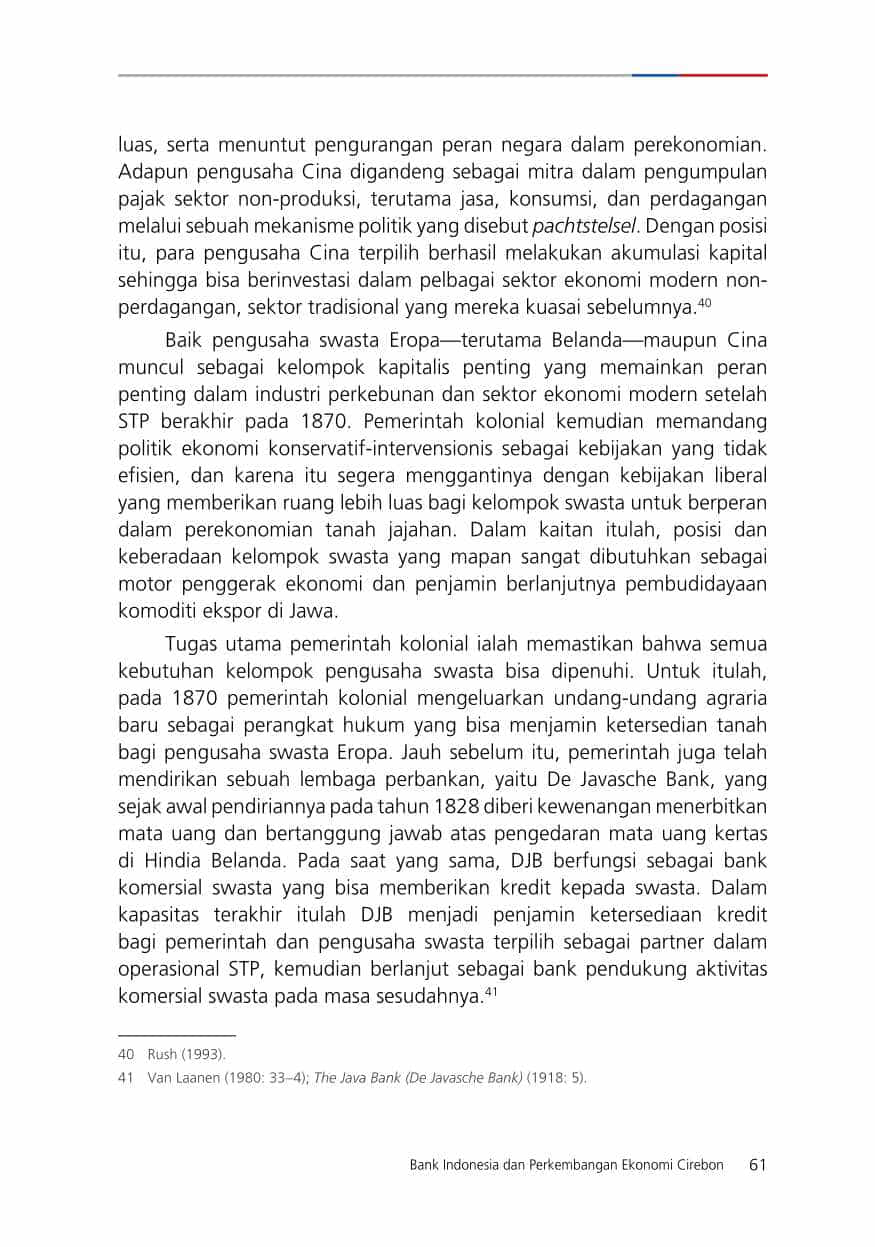 luas, serta menuntut pengurangan peran negara dalam perekonomian.
Adapun pengusaha Cina digandeng sebagai mitra dalam pengumpulan
pajak sektor non-produksi, terutama jasa, konsumsi, dan perdagangan
melalui sebuah mekanisme politik yang disebut pachtstelsel. Dengan posisi
itu, para pengusaha Cina terpilih berhasil melakukan akumulasi kapital
sehingga bisa berinvestasi dalam pelbagai sektor ekonomi modern non-
perdagangan, sektor tradisional yang mereka kuasai sebelumnya.40
Baik pengusaha swasta Eropa—terutama Belanda—maupun Cina
muncul sebagai kelompok kapitalis penting yang memainkan peran
penting dalam industri perkebunan dan sektor ekonomi modern setelah
STP berakhir pada 1870. Pemerintah kolonial kemudian memandang
politik ekonomi konservatif-intervensionis sebagai kebijakan yang tidak
efisien, dan karena itu segera menggantinya dengan kebijakan liberal
yang memberikan ruang lebih luas bagi kelompok swasta untuk berperan
dalam perekonomian tanah jajahan. Dalam kaitan itulah, posisi dan
keberadaan kelompok swasta yang mapan sangat dibutuhkan sebagai
motor penggerak ekonomi dan penjamin berlanjutnya pembudidayaan
komoditi ekspor di Jawa.
Tugas utama pemerintah kolonial ialah memastikan bahwa semua
kebutuhan kelompok pengusaha swasta bisa dipenuhi. Untuk itulah,
pada 1870 pemerintah kolonial mengeluarkan undang-undang agraria
baru sebagai perangkat hukum yang bisa menjamin ketersedian tanah
bagi pengusaha swasta Eropa. Jauh sebelum itu, pemerintah juga telah
mendirikan sebuah lembaga perbankan, yaitu De Javasche Bank, yang
sejak awal pendiriannya pada tahun 1828 diberi kewenangan menerbitkan
mata uang dan bertanggung jawab atas pengedaran mata uang kertas
di Hindia Belanda. Pada saat yang sama, DJB berfungsi sebagai bank
komersial swasta yang bisa memberikan kredit kepada swasta. Dalam
kapasitas terakhir itulah DJB menjadi penjamin ketersediaan kredit
bagi pemerintah dan pengusaha swasta terpilih sebagai partner dalam
operasional STP, kemudian berlanjut sebagai bank pendukung aktivitas
komersial swasta pada masa sesudahnya.41
40 Rush (1993).
41 Van Laanen (1980: 33–4); The Java Bank (De Javasche Bank) (1918: 5).
Bank Indonesia dan Perkembangan Ekonomi Cirebon 61